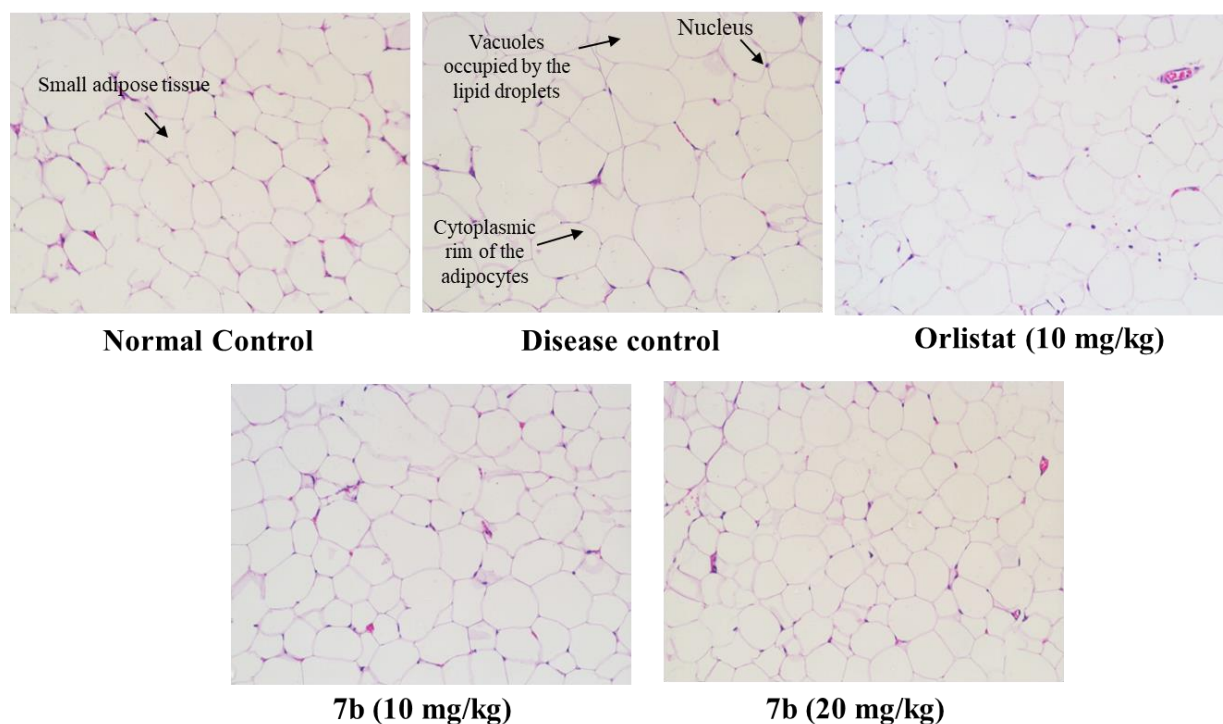 Small adipose tissue
Vacuoles
occupied by the
lipid droplets
Nucleus
Cytoplasmic
rim of the
adipocytes
Normal Control
Disease control
Orlistat (10 mg/kg)
7b (10 mg/kg)
7b (20 mg/kg)